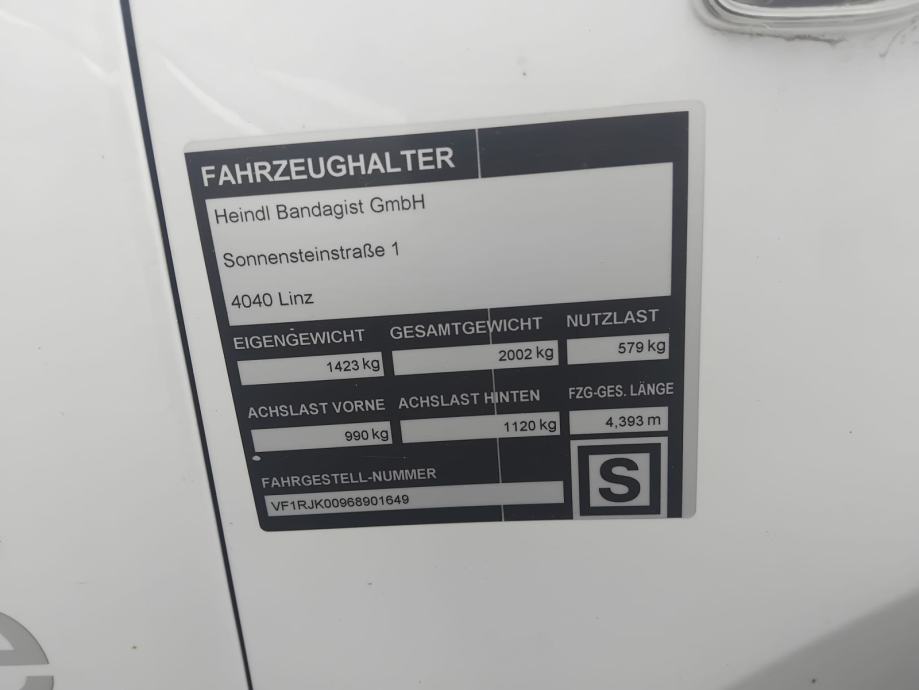 FAHRZEUGHALTER
Heindl Bandagist GmbH
Sonnensteinstraße 1
4040 Linz
EIGENGEWICHT GESAMTGEWICHT NUTZLAST
1423 kg 2002 kg 579 kg
ACHSLAST VORNE ACHSLAST HINTEN FZG-GES. LÄNGE
990 kg 1120 kg 4,393 m
FAHRGESTELL-NUMMER
VF1RJK00968901649
S
e